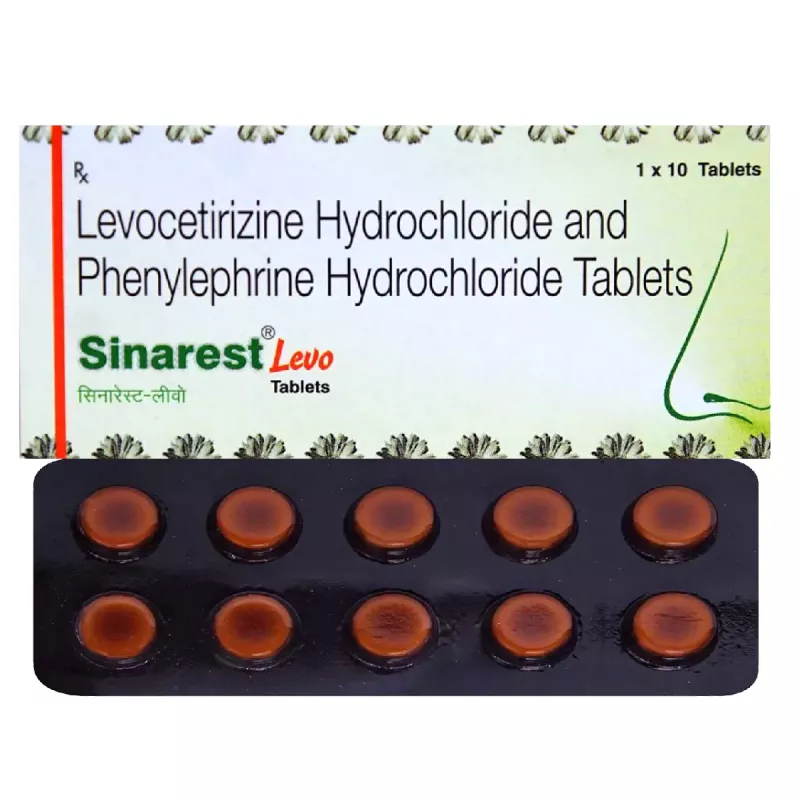 Rx
1 x 10 Tablets
Levocetirizine Hydrochloride and
Phenylephrine Hydrochloride Tablets
Sinarest® Levo
Tablets
सिनारेस्ट-लीवो